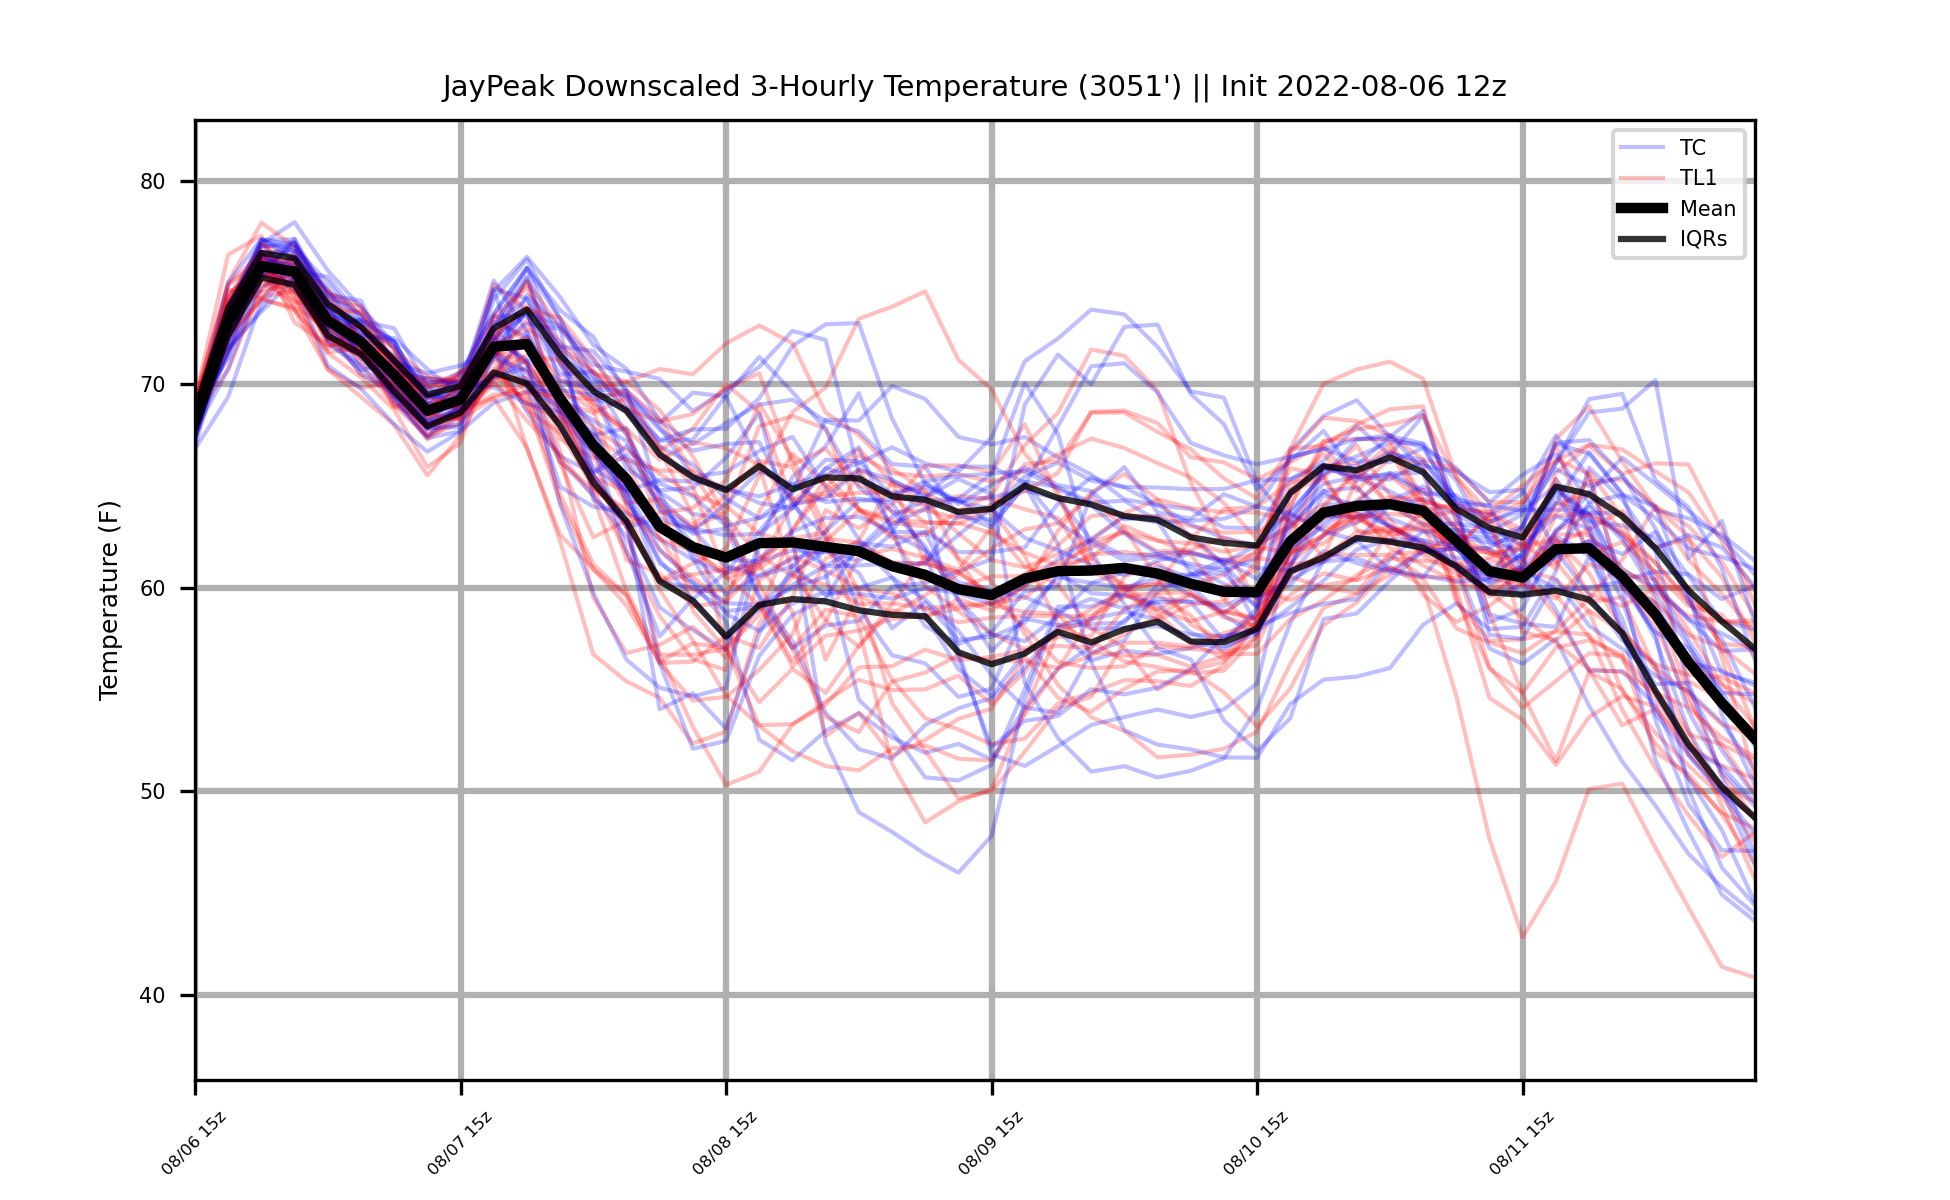 JayPeak Downscaled 3-Hourly Temperature (3051') || Init 2022-08-06 12z
TC
TL1
Mean
IQRs
Temperature (F)
80
70
60
50
40
08/06 15z
08/07 15z
08/08 15z
08/09 15z
08/10 15z
08/11 15z